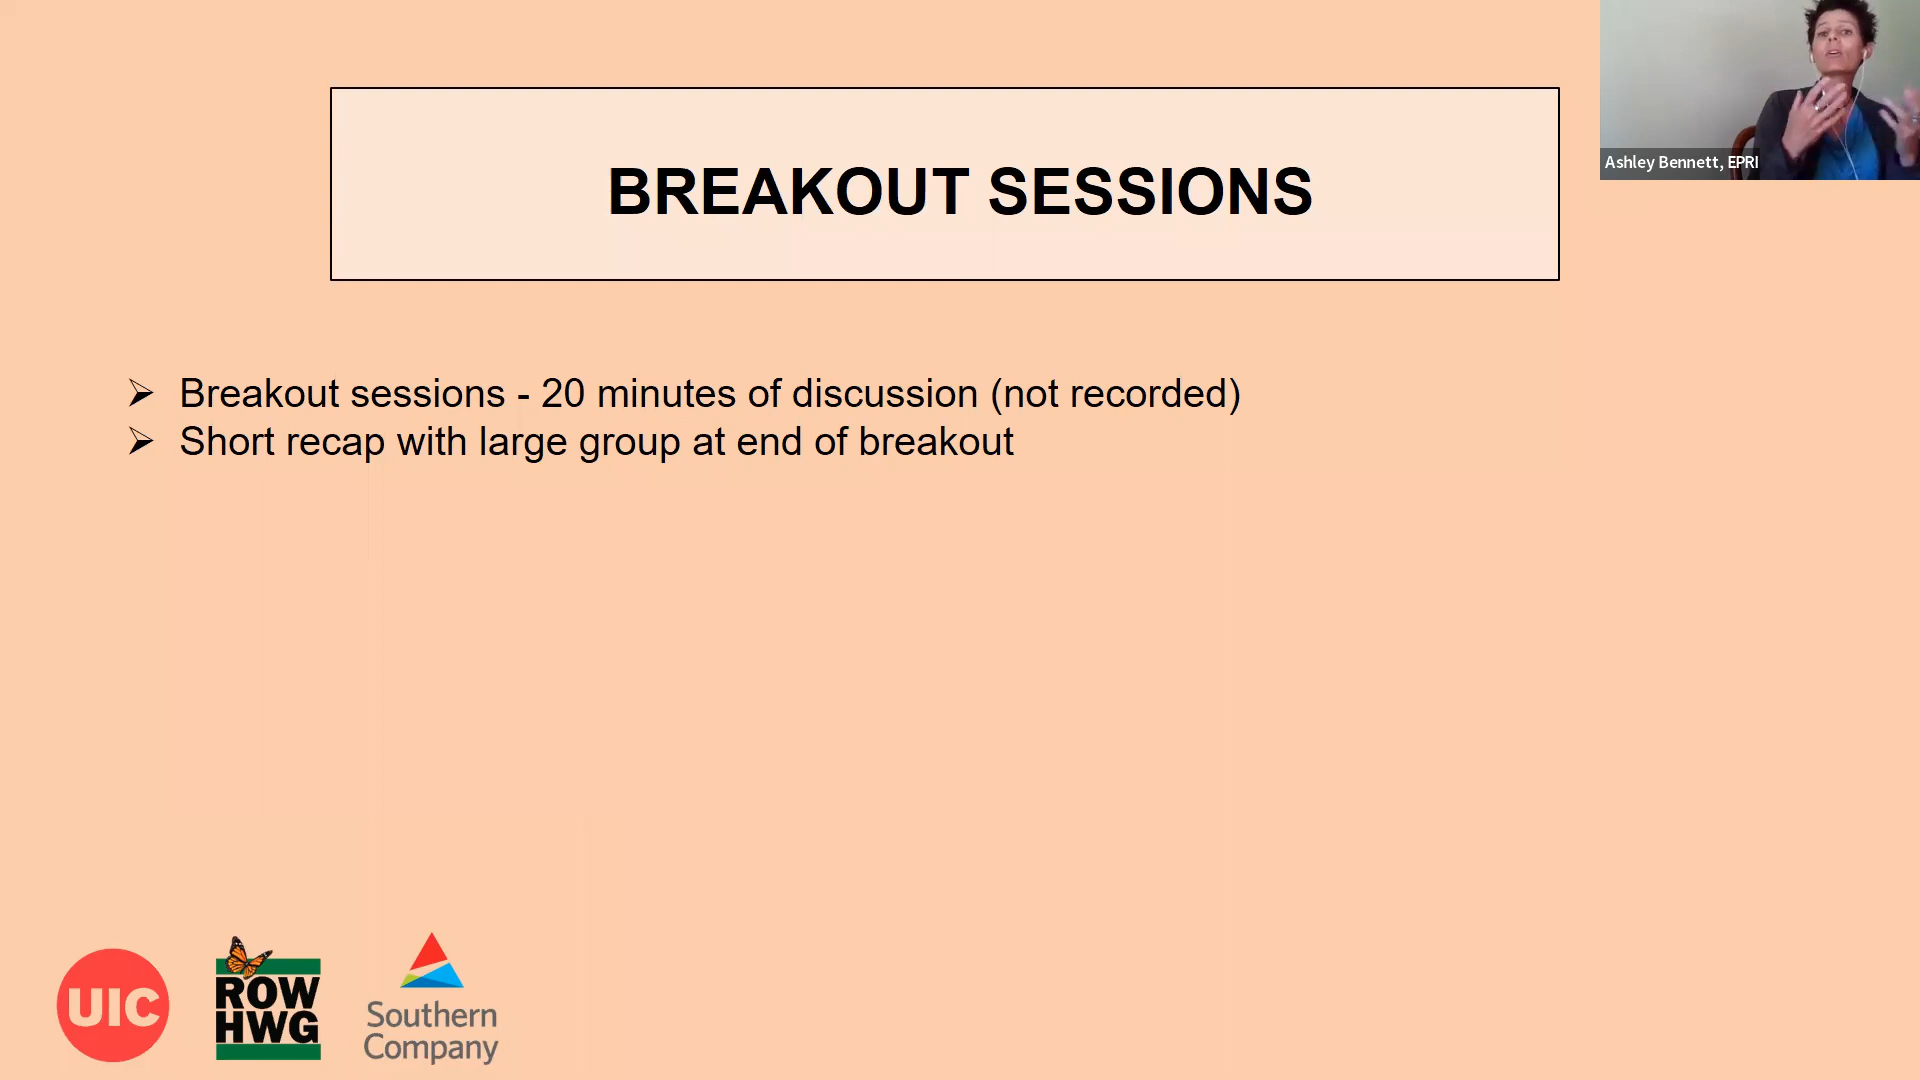 BREAKOUT SESSIONS
Ashley Bennett, EPRI
➢ Breakout sessions - 20 minutes of discussion (not recorded)
➢ Short recap with large group at end of breakout
UIC
ROW
HWG
Southern
Company